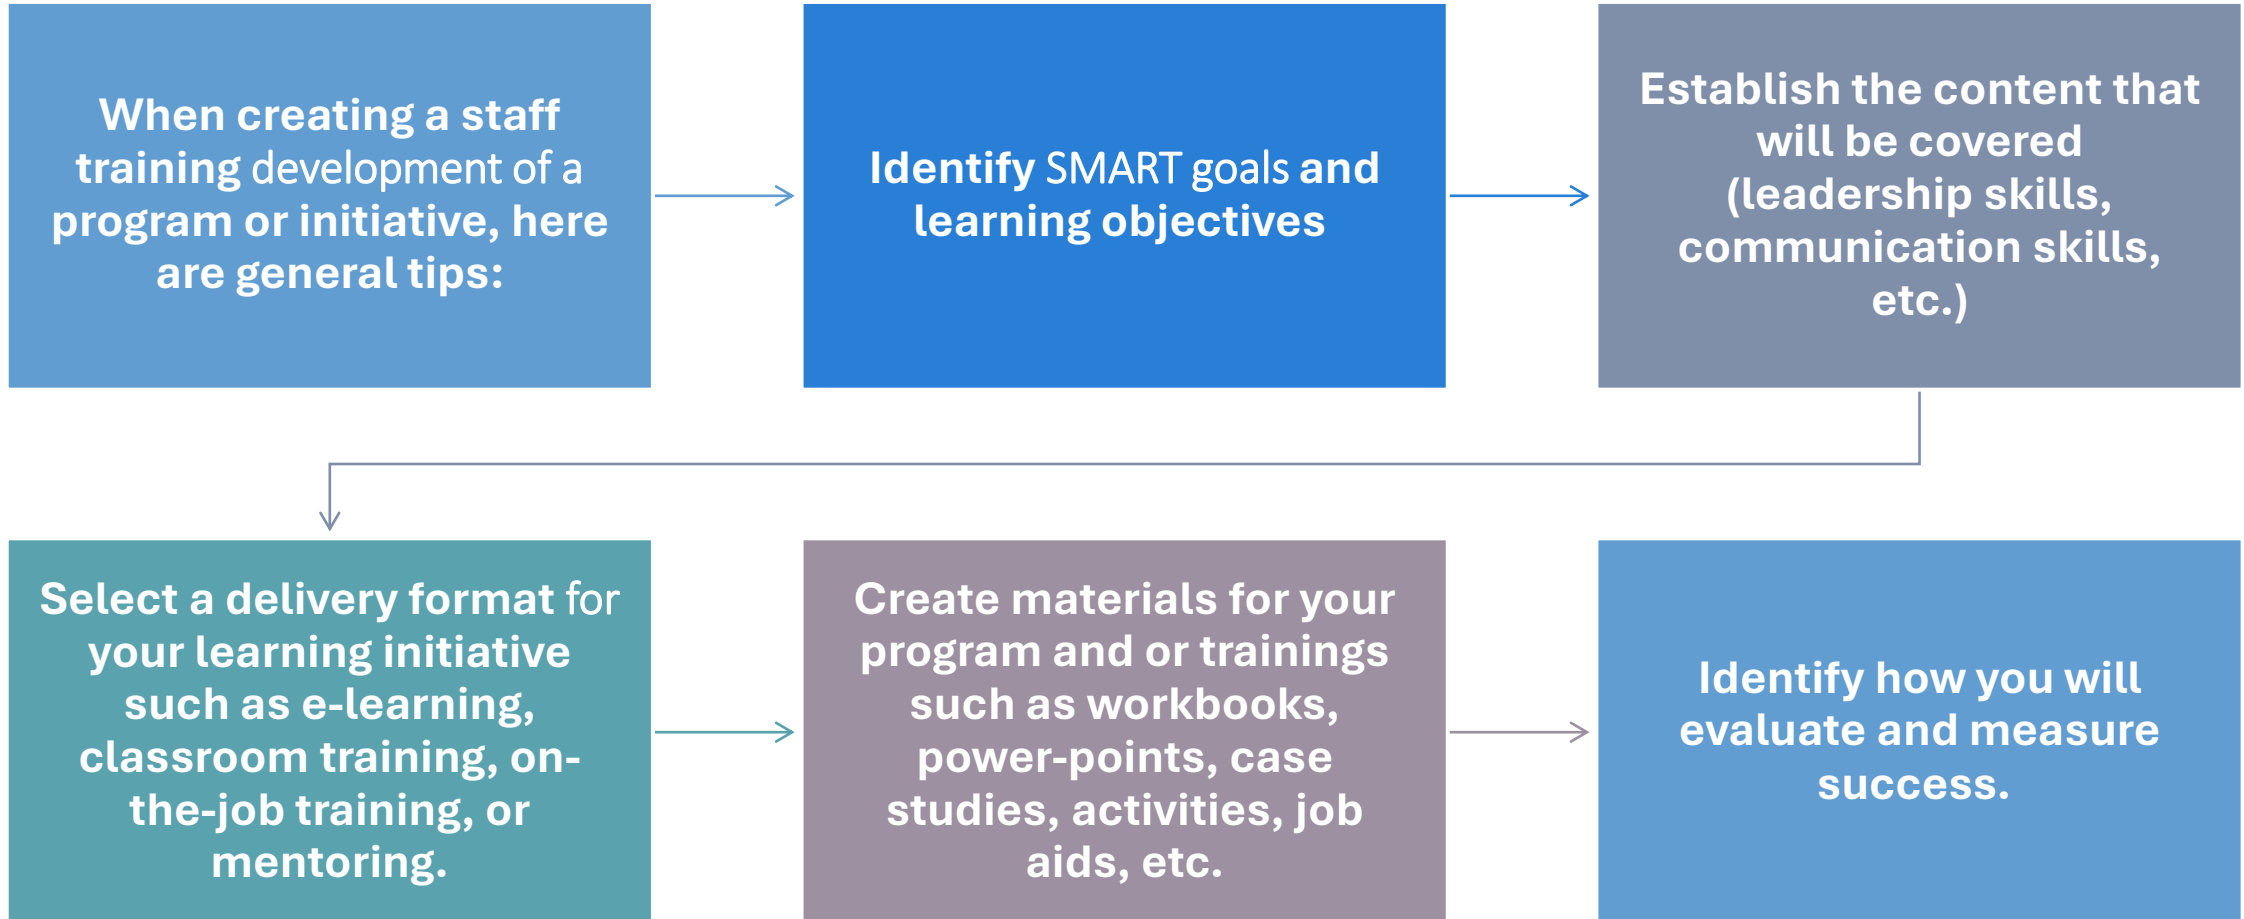 When creating a staff
training development of a
program or initiative, here
are general tips:
Identify SMART goals and
learning objectives
Establish the content that
will be covered
(leadership skills,
communication skills,
etc.)
Select a delivery format for
your learning initiative
such as e-learning,
classroom training, on-
the-job training, or
mentoring.
Create materials for your
program and or trainings
such as workbooks,
power-points, case
studies, activities, job
aids, etc.
Identify how you will
evaluate and measure
success.